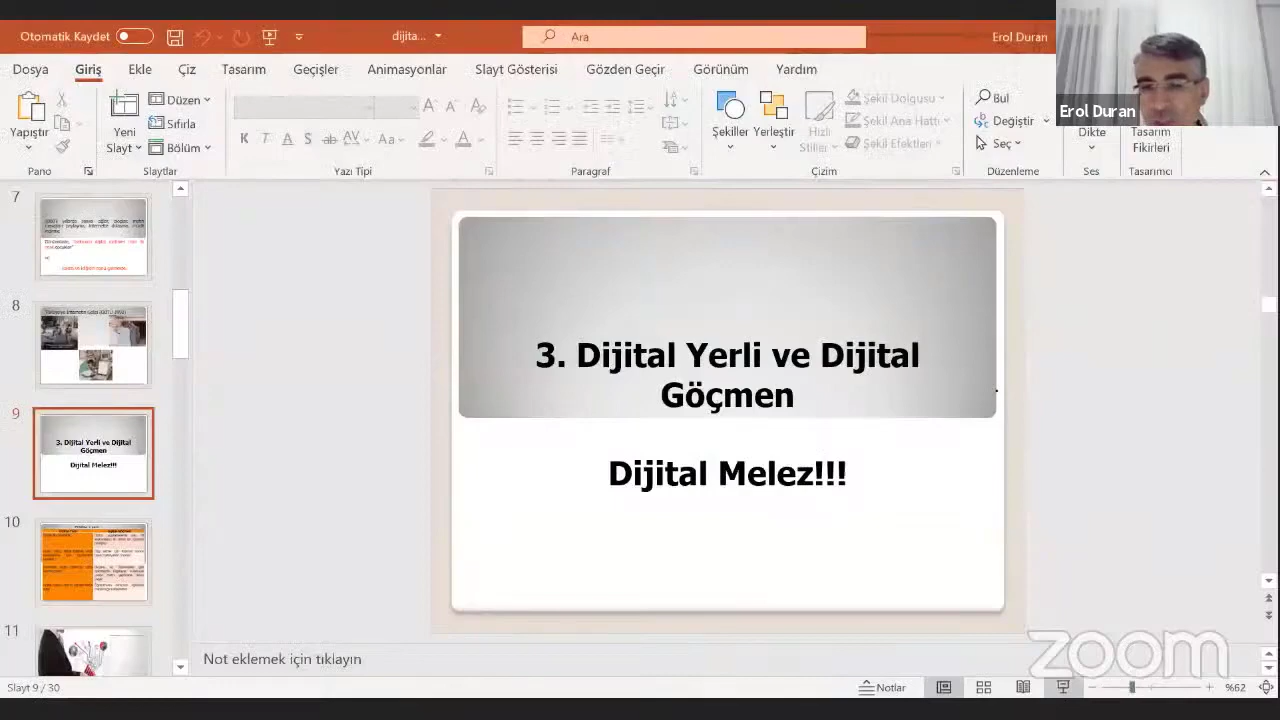 Otomatik Kaydet
dijita...
Ara
Erol Duran
Dosya
Giriş
Ekle
Çiz
Tasarım
Geçişler
Animasyonlar
Slayt Gösterisi
Gözden Geçir
Görünüm
Yardım
Erol Duran
Yapıştır
Yeni
Slayt
Düzen
Sıfırla
Bölüm
K T A S ab AV Aa A
Şekiller
Yerleştir
Hızlı
Stiller
Şekil Dolgusu
Şekil Ana Hattı
Şekil Efektleri
Bul
Değiştir
Seç
Dikte
Tasarım
Fikirleri
Pano
Slaytlar
Yazı Tipi
Paragraf
Çizim
Düzenleme
Ses
Tasarımcı
7
8
9
3. Dijital Yerli ve Dijital
Göçmen
Dijital Melez!!!
10
11
3. Dijital Yerli ve Dijital
Göçmen
Dijital Melez!!!
Not eklemek için tıklayın
zoom
Slayt 9 / 30
Notlar
%62